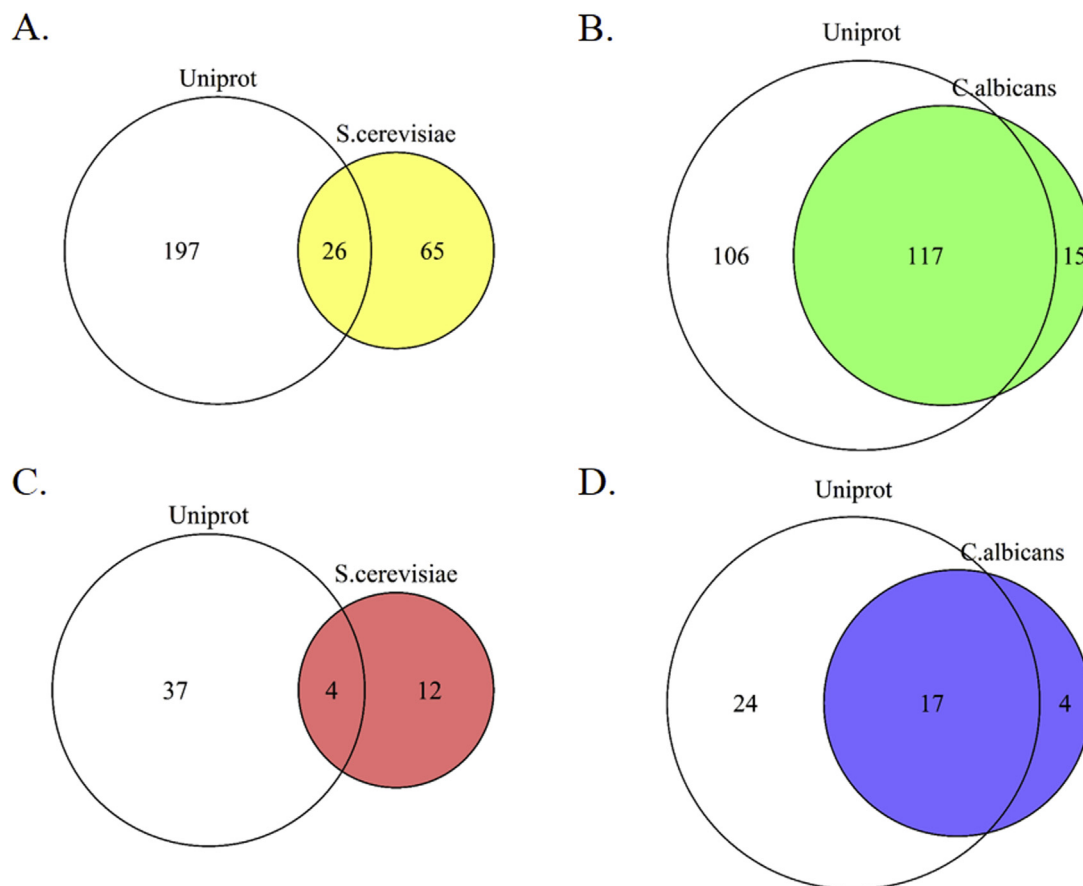 A.
Uniprot
S.cerevisiae
197 26 65
B.
Uniprot
C.albicans
106 117 15
C.
Uniprot
S.cerevisiae
37 4 12
D.
Uniprot
C.albicans
24 17 4